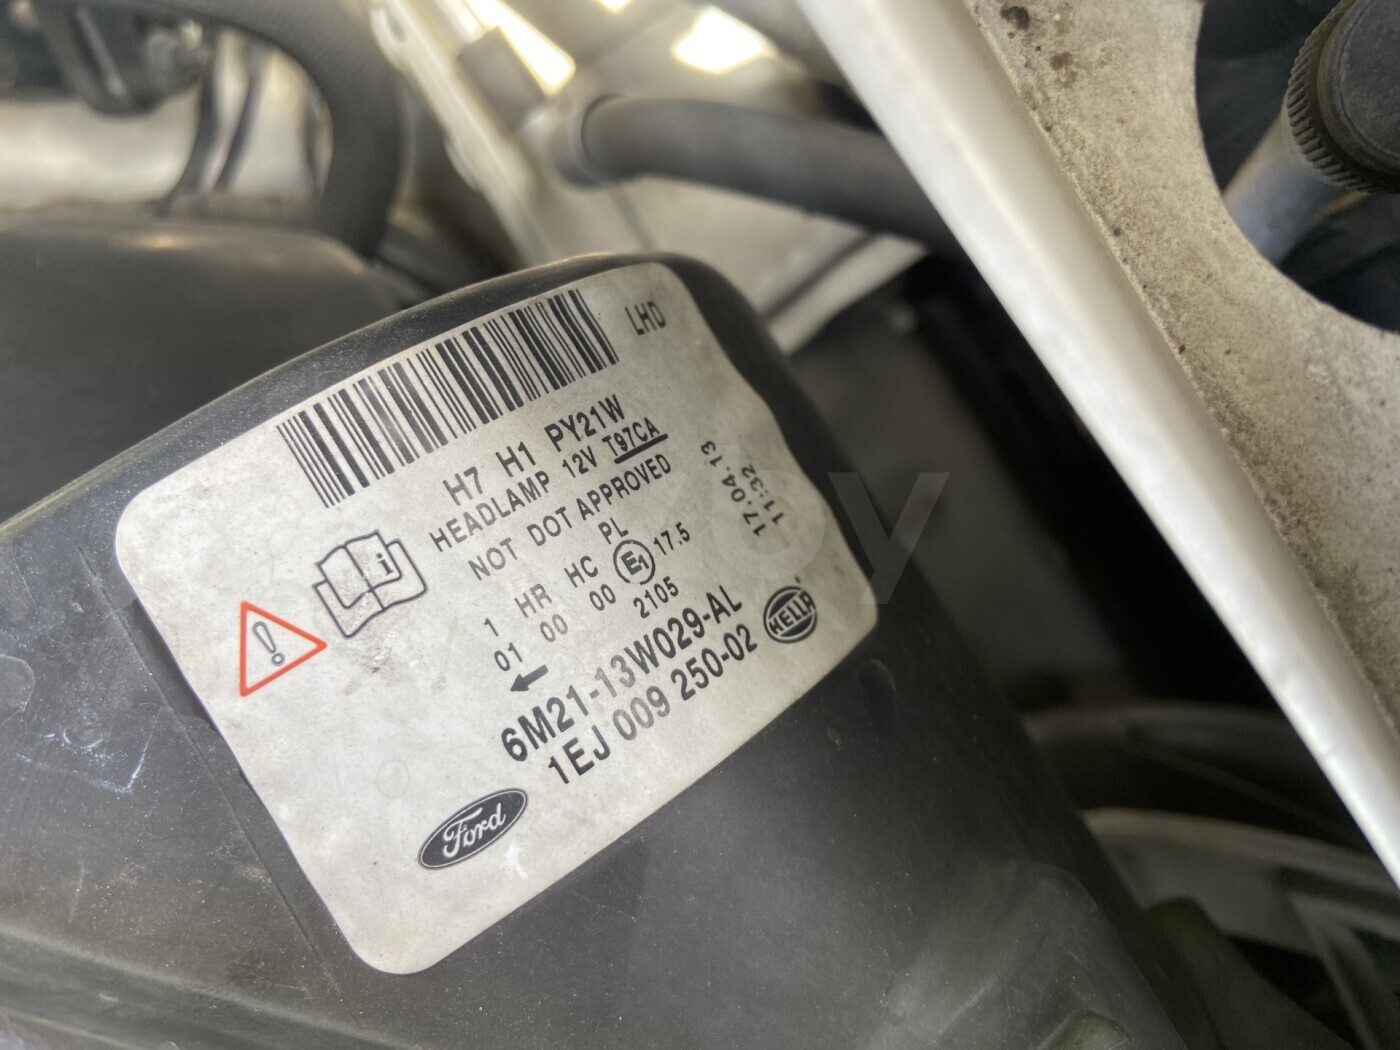 LHD
H7 H1 PY21W
HEADLAMP 12V T97CA
NOT DOT APPROVED
1 HR HC PL
01 00 00 E1 17.5
2105
17.04.13
11:32
6M21-13W029-AL
1EJ 009 250-02
HELLA
Ford
by